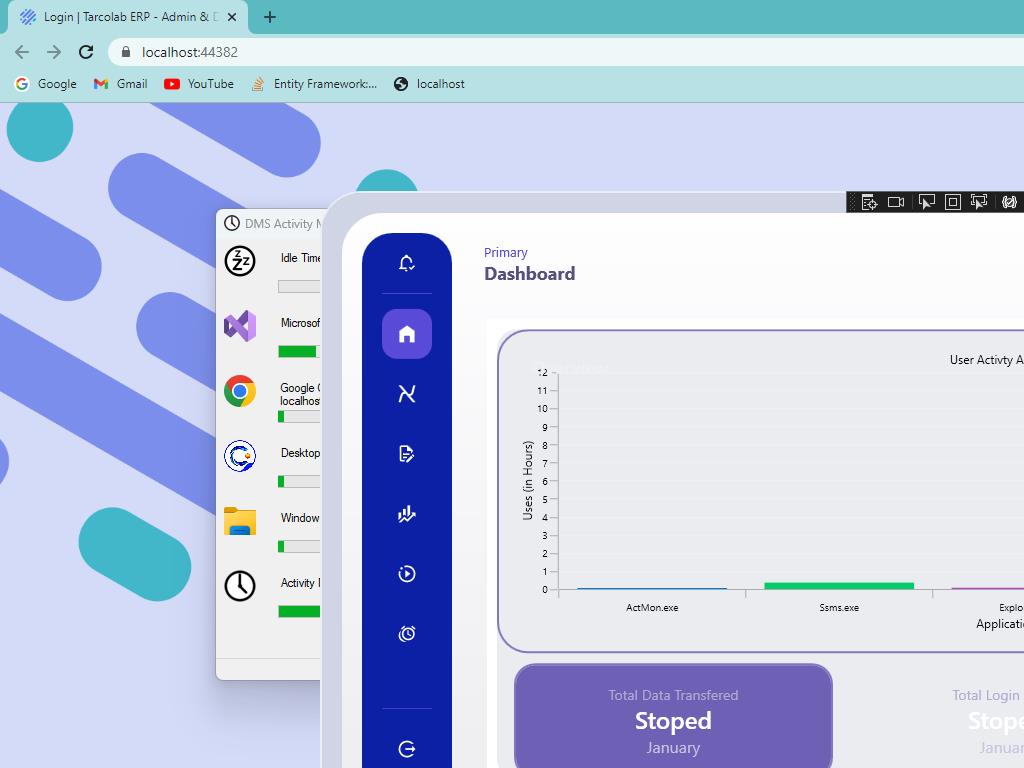 Login | Tarcolab ERP - Admin & D
localhost:44382
Google
Gmail
YouTube
Entity Framework:...
localhost
DMS Activity M
Idle Time
Microsof
Google C
localhost
Desktop
Window
Activity
Primary
Dashboard
User Activty A
Uses (in Hours)
12
11
10
9
8
7
6
5
4
3
2
1
0
ActMon.exe
Ssms.exe
Explo
Applicatio
Total Data Transfered
Stoped
January
Total Login
Stope
Januar